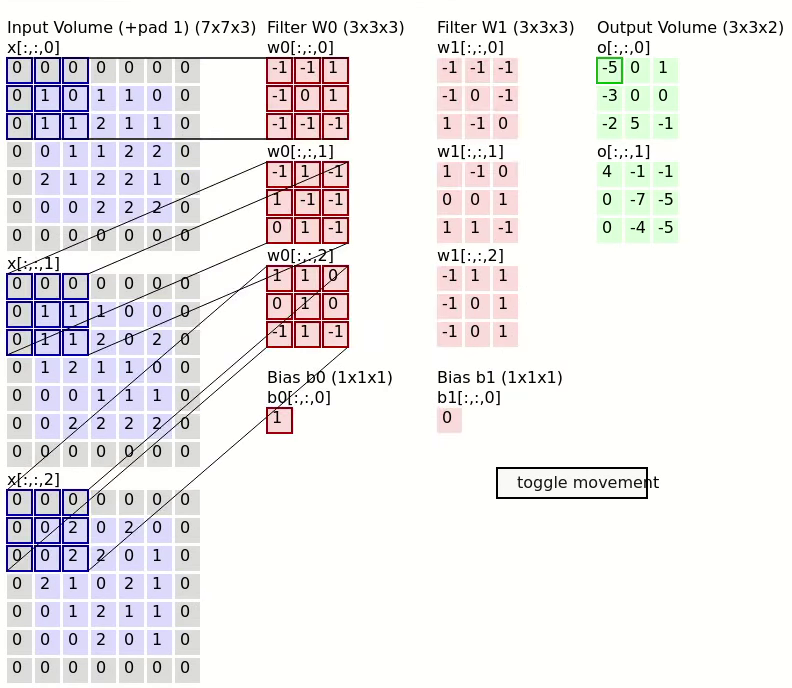 Input Volume (+pad 1) (7x7x3)
x[:,:,0]
0 0 0 0 0 0 0
0 1 0 1 1 0 0
0 1 1 2 1 1 0
0 0 1 1 2 2 0
0 2 1 2 2 1 0
0 0 0 2 2 2 0
0 0 0 0 0 0 0
x[:,:,1]
0 0 0 0 0 0 0
0 1 1 1 0 0 0
0 1 1 2 0 2 0
0 1 2 1 1 0 0
0 0 0 1 1 1 0
0 0 2 2 2 2 0
0 0 0 0 0 0 0
x[:,:,2]
0 0 0 0 0 0 0
0 0 2 0 2 0 0
0 0 2 2 0 1 0
0 2 1 0 2 1 0
0 0 1 2 1 1 0
0 0 0 2 0 1 0
0 0 0 0 0 0 0
Filter W0 (3x3x3)
w0[:,:,0]
-1 -1 1
-1 0 1
-1 -1 -1
w0[:,:,1]
-1 1 -1
1 -1 -1
0 1 -1
w0[:,:,2]
1 1 0
0 1 0
-1 1 -1
Bias b0 (1x1x1)
b0[:,:,0]
1
Filter W1 (3x3x3)
w1[:,:,0]
-1 -1 -1
-1 0 -1
1 -1 0
w1[:,:,1]
1 -1 0
0 0 1
1 1 -1
w1[:,:,2]
-1 1 1
-1 0 1
-1 0 1
Bias b1 (1x1x1)
b1[:,:,0]
0
Output Volume (3x3x2)
o[:,:,0]
-5 0 1
-3 0 0
-2 5 -1
o[:,:,1]
4 -1 -1
0 -7 -5
0 -4 -5
toggle movement